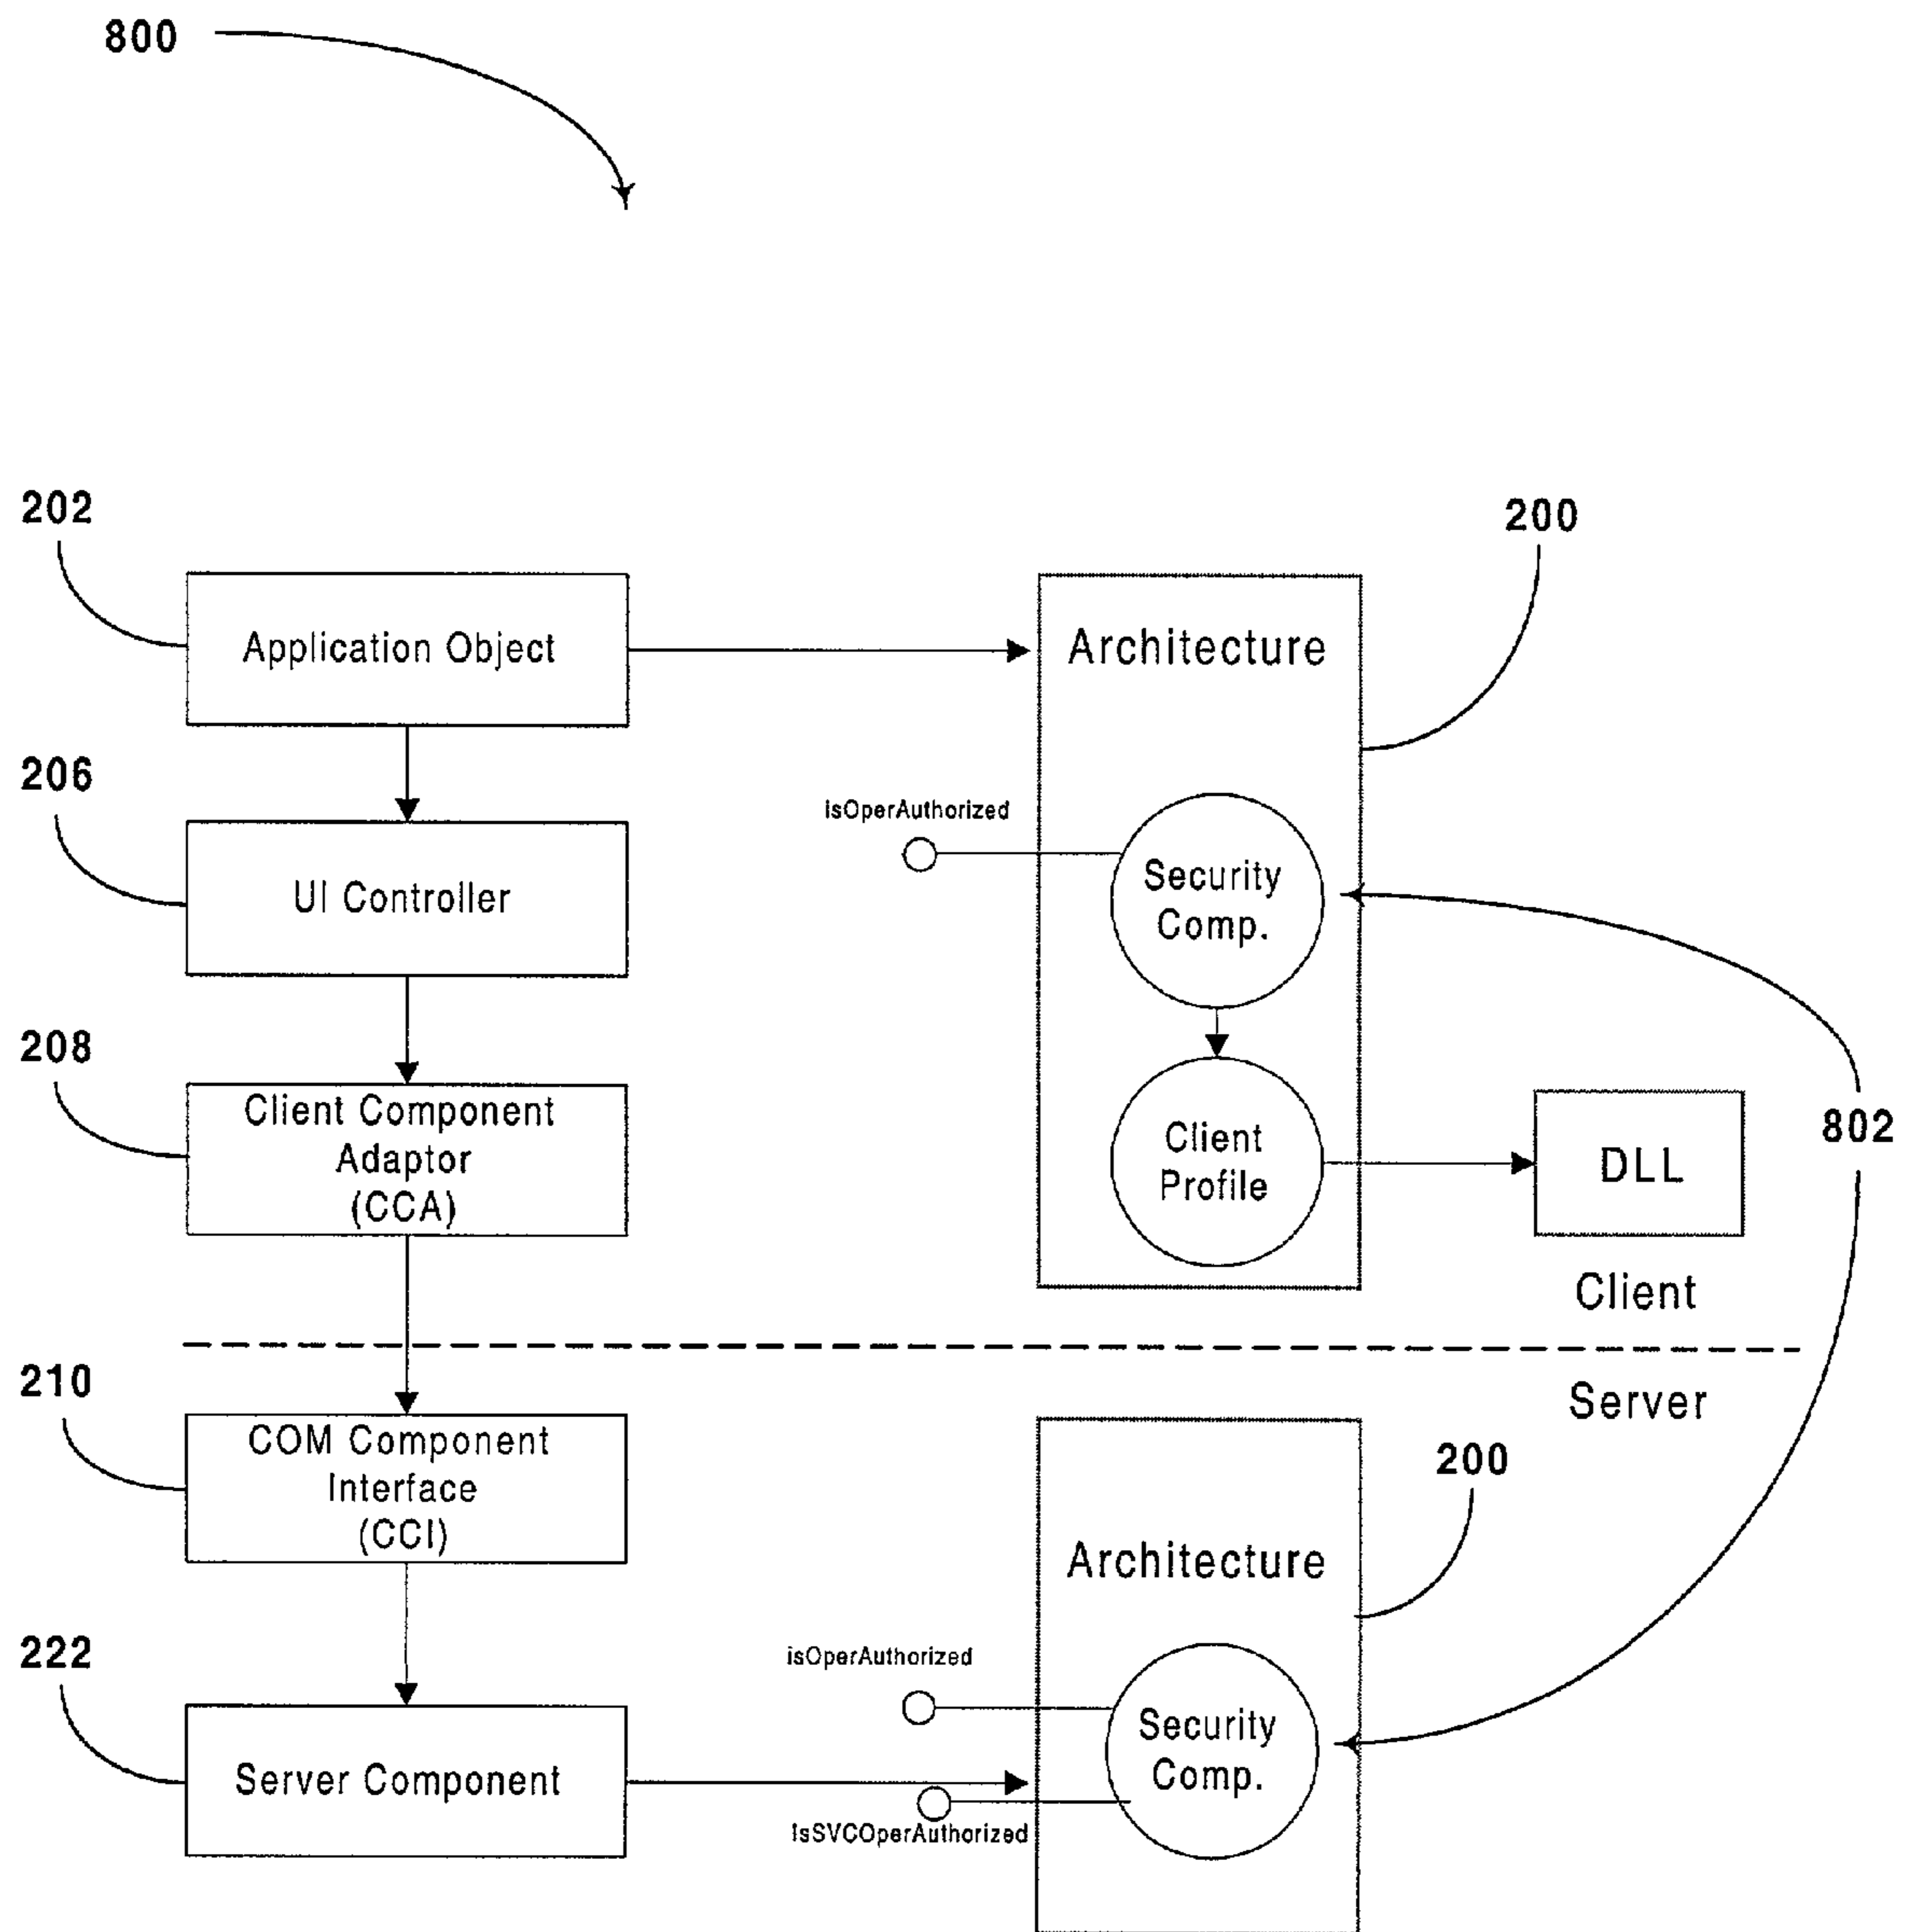 800
202
200
Application Object
Architecture
206
IsOperAuthorized
UI Controller
Security
Comp.
208
Client Component
Adaptor
(CCA)
Client
Profile
DLL
802
Client
210
Server
COM Component
Interface
(CCI)
200
Architecture
222
isOperAuthorized
Server Component
Security
Comp.
IsSVCOperAuthorized